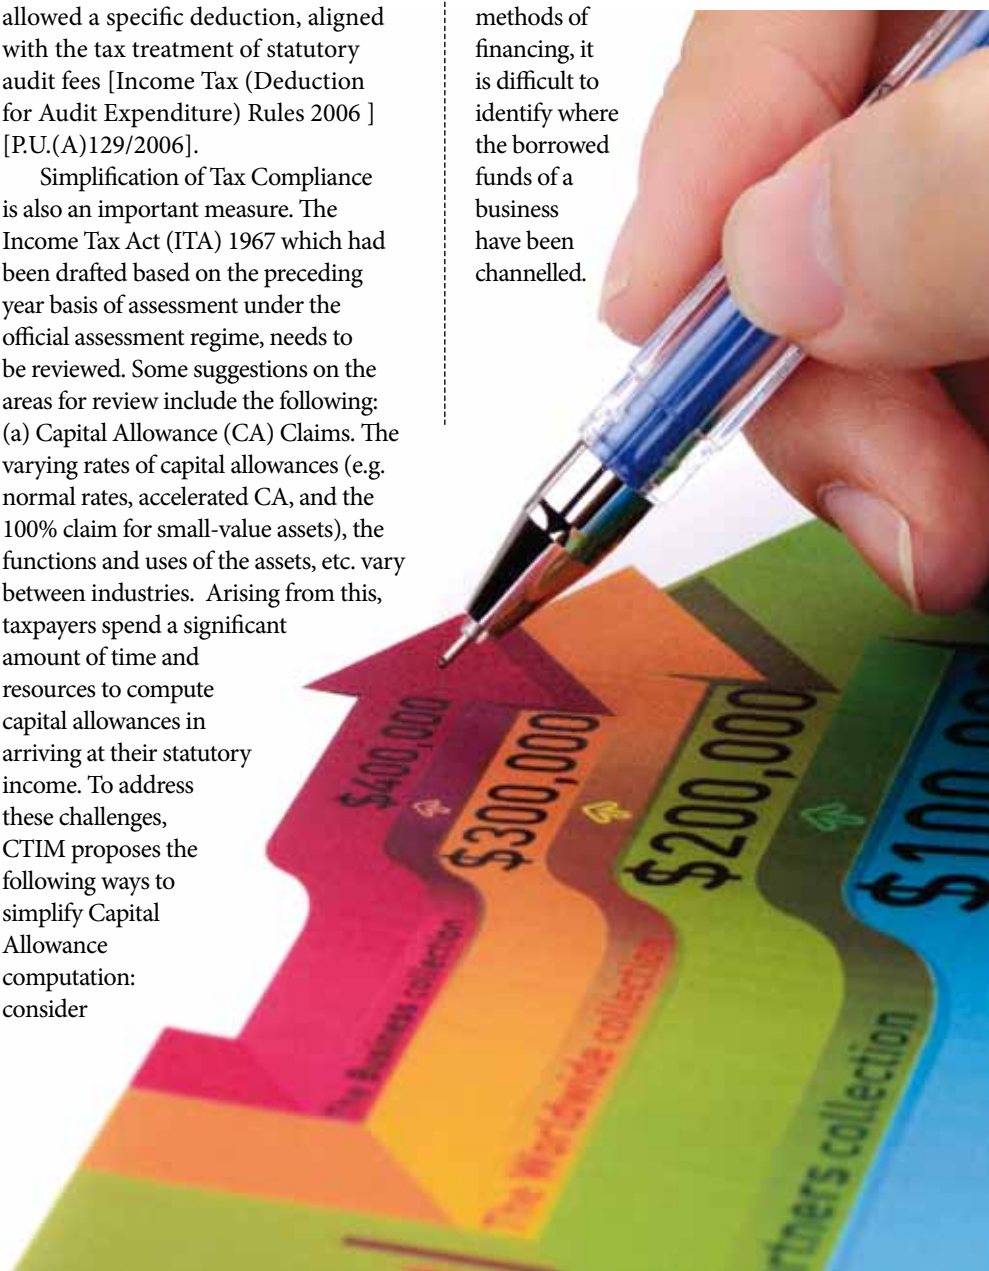 allowed a specific deduction, aligned
with the tax treatment of statutory
audit fees [Income Tax (Deduction
for Audit Expenditure) Rules 2006 ]
[P.U.(A)129/2006].
Simplification of Tax Compliance
is also an important measure. The
Income Tax Act (ITA) 1967 which had
been drafted based on the preceding
year basis of assessment under the
official assessment regime, needs to
be reviewed. Some suggestions on the
areas for review include the following:
(a) Capital Allowance (CA) Claims. The
varying rates of capital allowances (e.g.
normal rates, accelerated CA, and the
100% claim for small-value assets), the
functions and uses of the assets, etc. vary
between industries.  Arising from this,
taxpayers spend a significant
amount of time and
resources to compute
capital allowances in
arriving at their statutory
income. To address
these challenges,
CTIM proposes the
following ways to
simplify Capital
Allowance
computation:
consider
methods of
financing, it
is difficult to
identify where
the borrowed
funds of a
business
have been
channelled.
$400,000
$300,000
$200,000
The Business collection
The Worldwide collection
collection